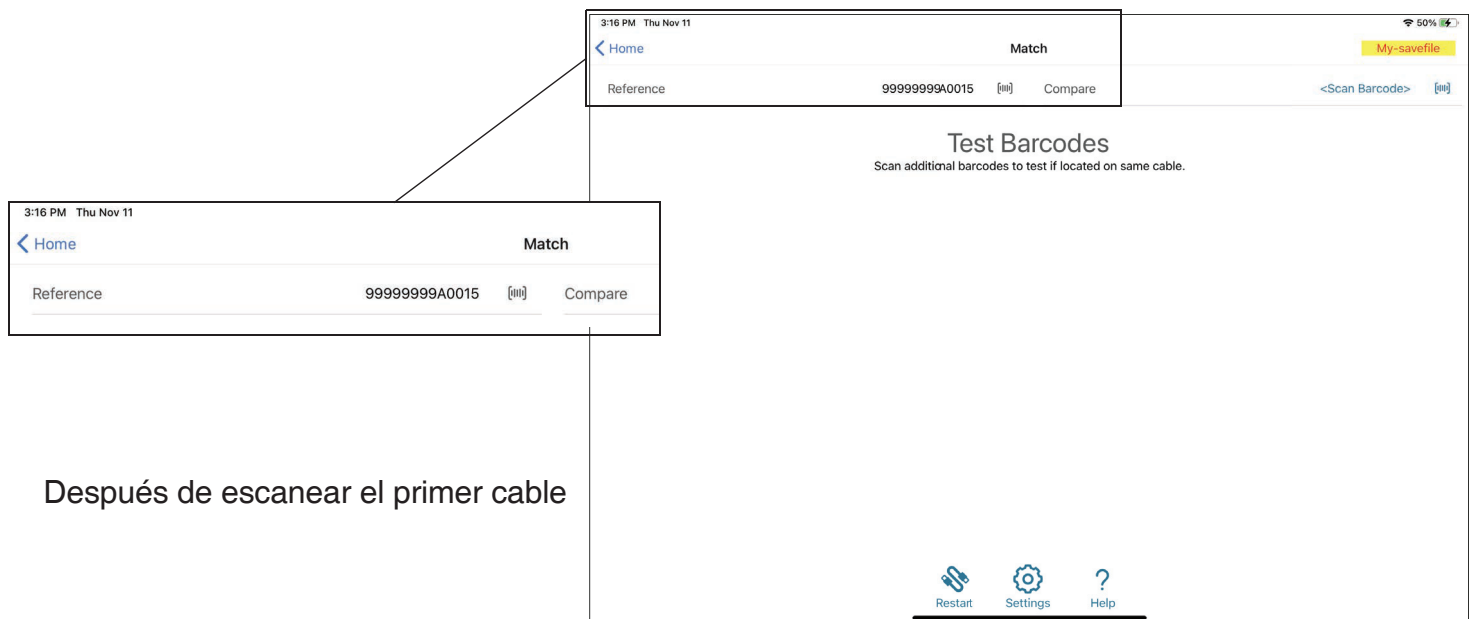 3:16 PM Thu Nov 11 50%
Home Match My-savefile
Reference 99999999A0015 Compare <Scan Barcode>
Test Barcodes
Scan additional barcodes to test if located on same cable.
3:16 PM Thu Nov 11
Home Match
Reference 99999999A0015 Compare
Después de escanear el primer cable
Restart Settings Help